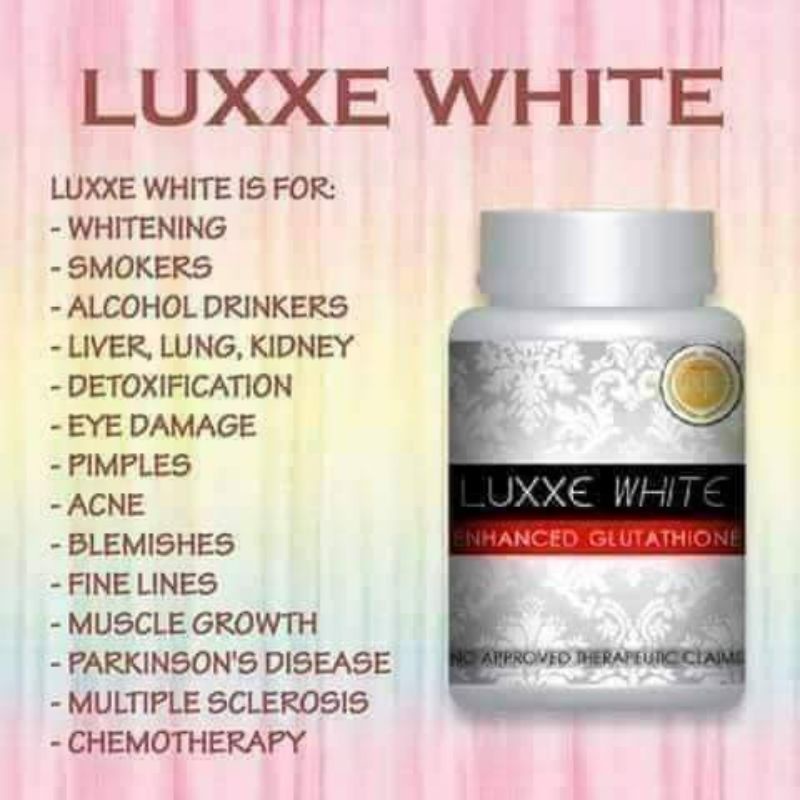 LUXXE WHITE
LUXXE WHITE IS FOR:
- WHITENING
- SMOKERS
- ALCOHOL DRINKERS
- LIVER, LUNG, KIDNEY
- DETOXIFICATION
- EYE DAMAGE
- PIMPLES
- ACNE
- BLEMISHES
- FINE LINES
- MUSCLE GROWTH
- PARKINSON'S DISEASE
- MULTIPLE SCLEROSIS
- CHEMOTHERAPY
LUXXE WHITE
ENHANCED GLUTATHIONE
NO APPROVED THERAPEUTIC CLAIMS